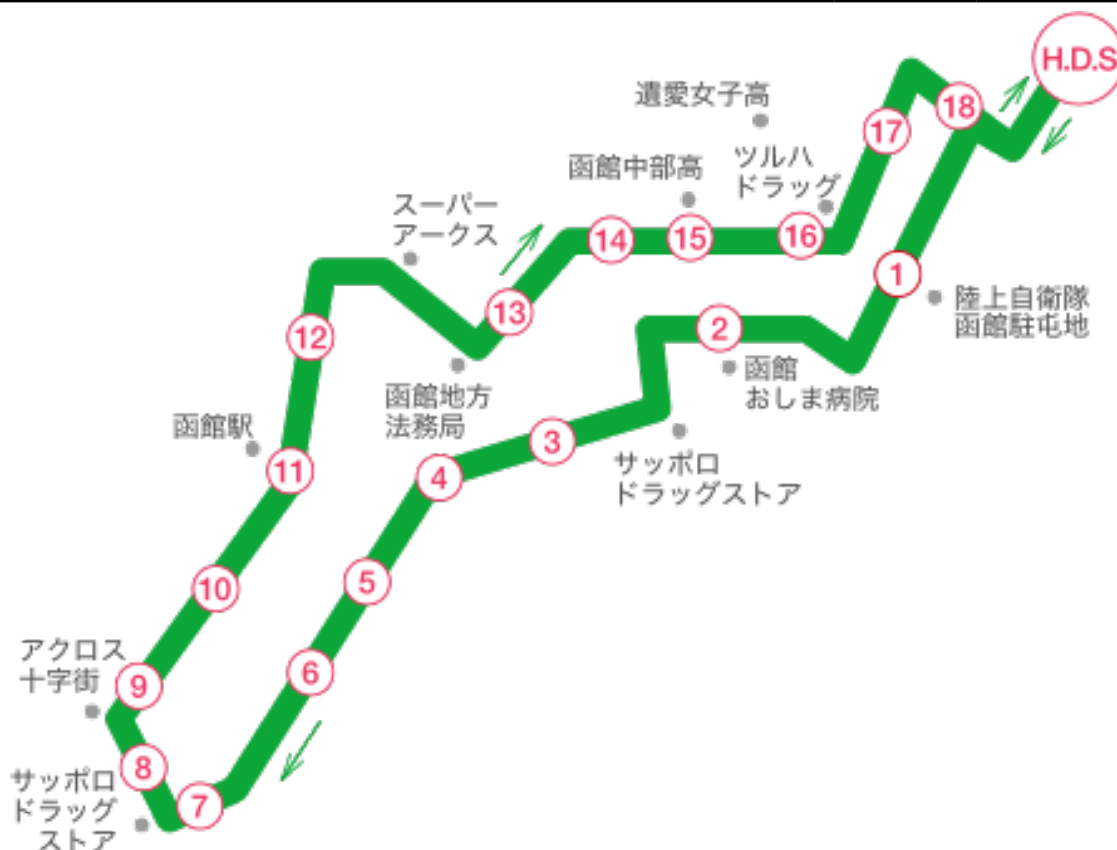 H.D.S
遺愛女子高
18
17
ツルハ
ドラッグ
函館中部高
スーパー
アークス
14
15
16
1
陸上自衛隊
函館駐屯地
13
12
2
函館
おしま病院
函館地方
法務局
函館駅
11
3
サッポロ
ドラッグストア
4
10
5
アクロス
十字街
9
6
8
サッポロ
ドラッグ
ストア
7